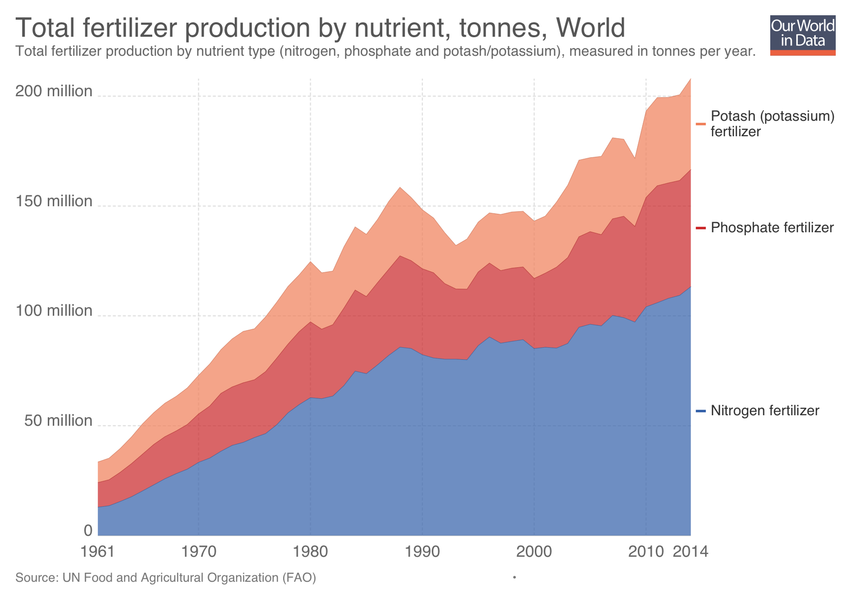 Total fertilizer production by nutrient, tonnes, World
Total fertilizer production by nutrient type (nitrogen, phosphate and potash/potassium), measured in tonnes per year.
Our World
in Data
200 million
150 million
100 million
50 million
0
Potash (potassium)
fertilizer
Phosphate fertilizer
Nitrogen fertilizer
1961 1970 1980 1990 2000 2010 2014
Source: UN Food and Agricultural Organization (FAO)